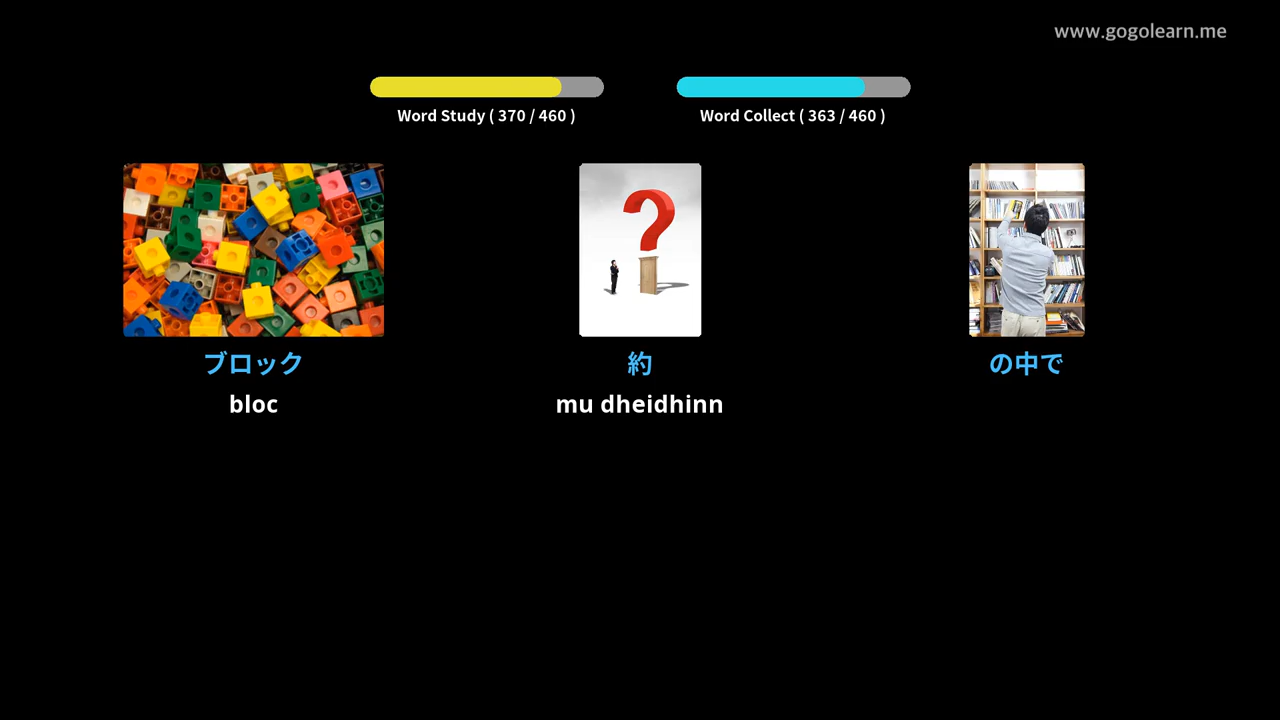 www.gogolearn.me
Word Study ( 370 / 460 )
Word Collect ( 363 / 460 )
ブロック
約
の中で
bloc
mu dheidhinn